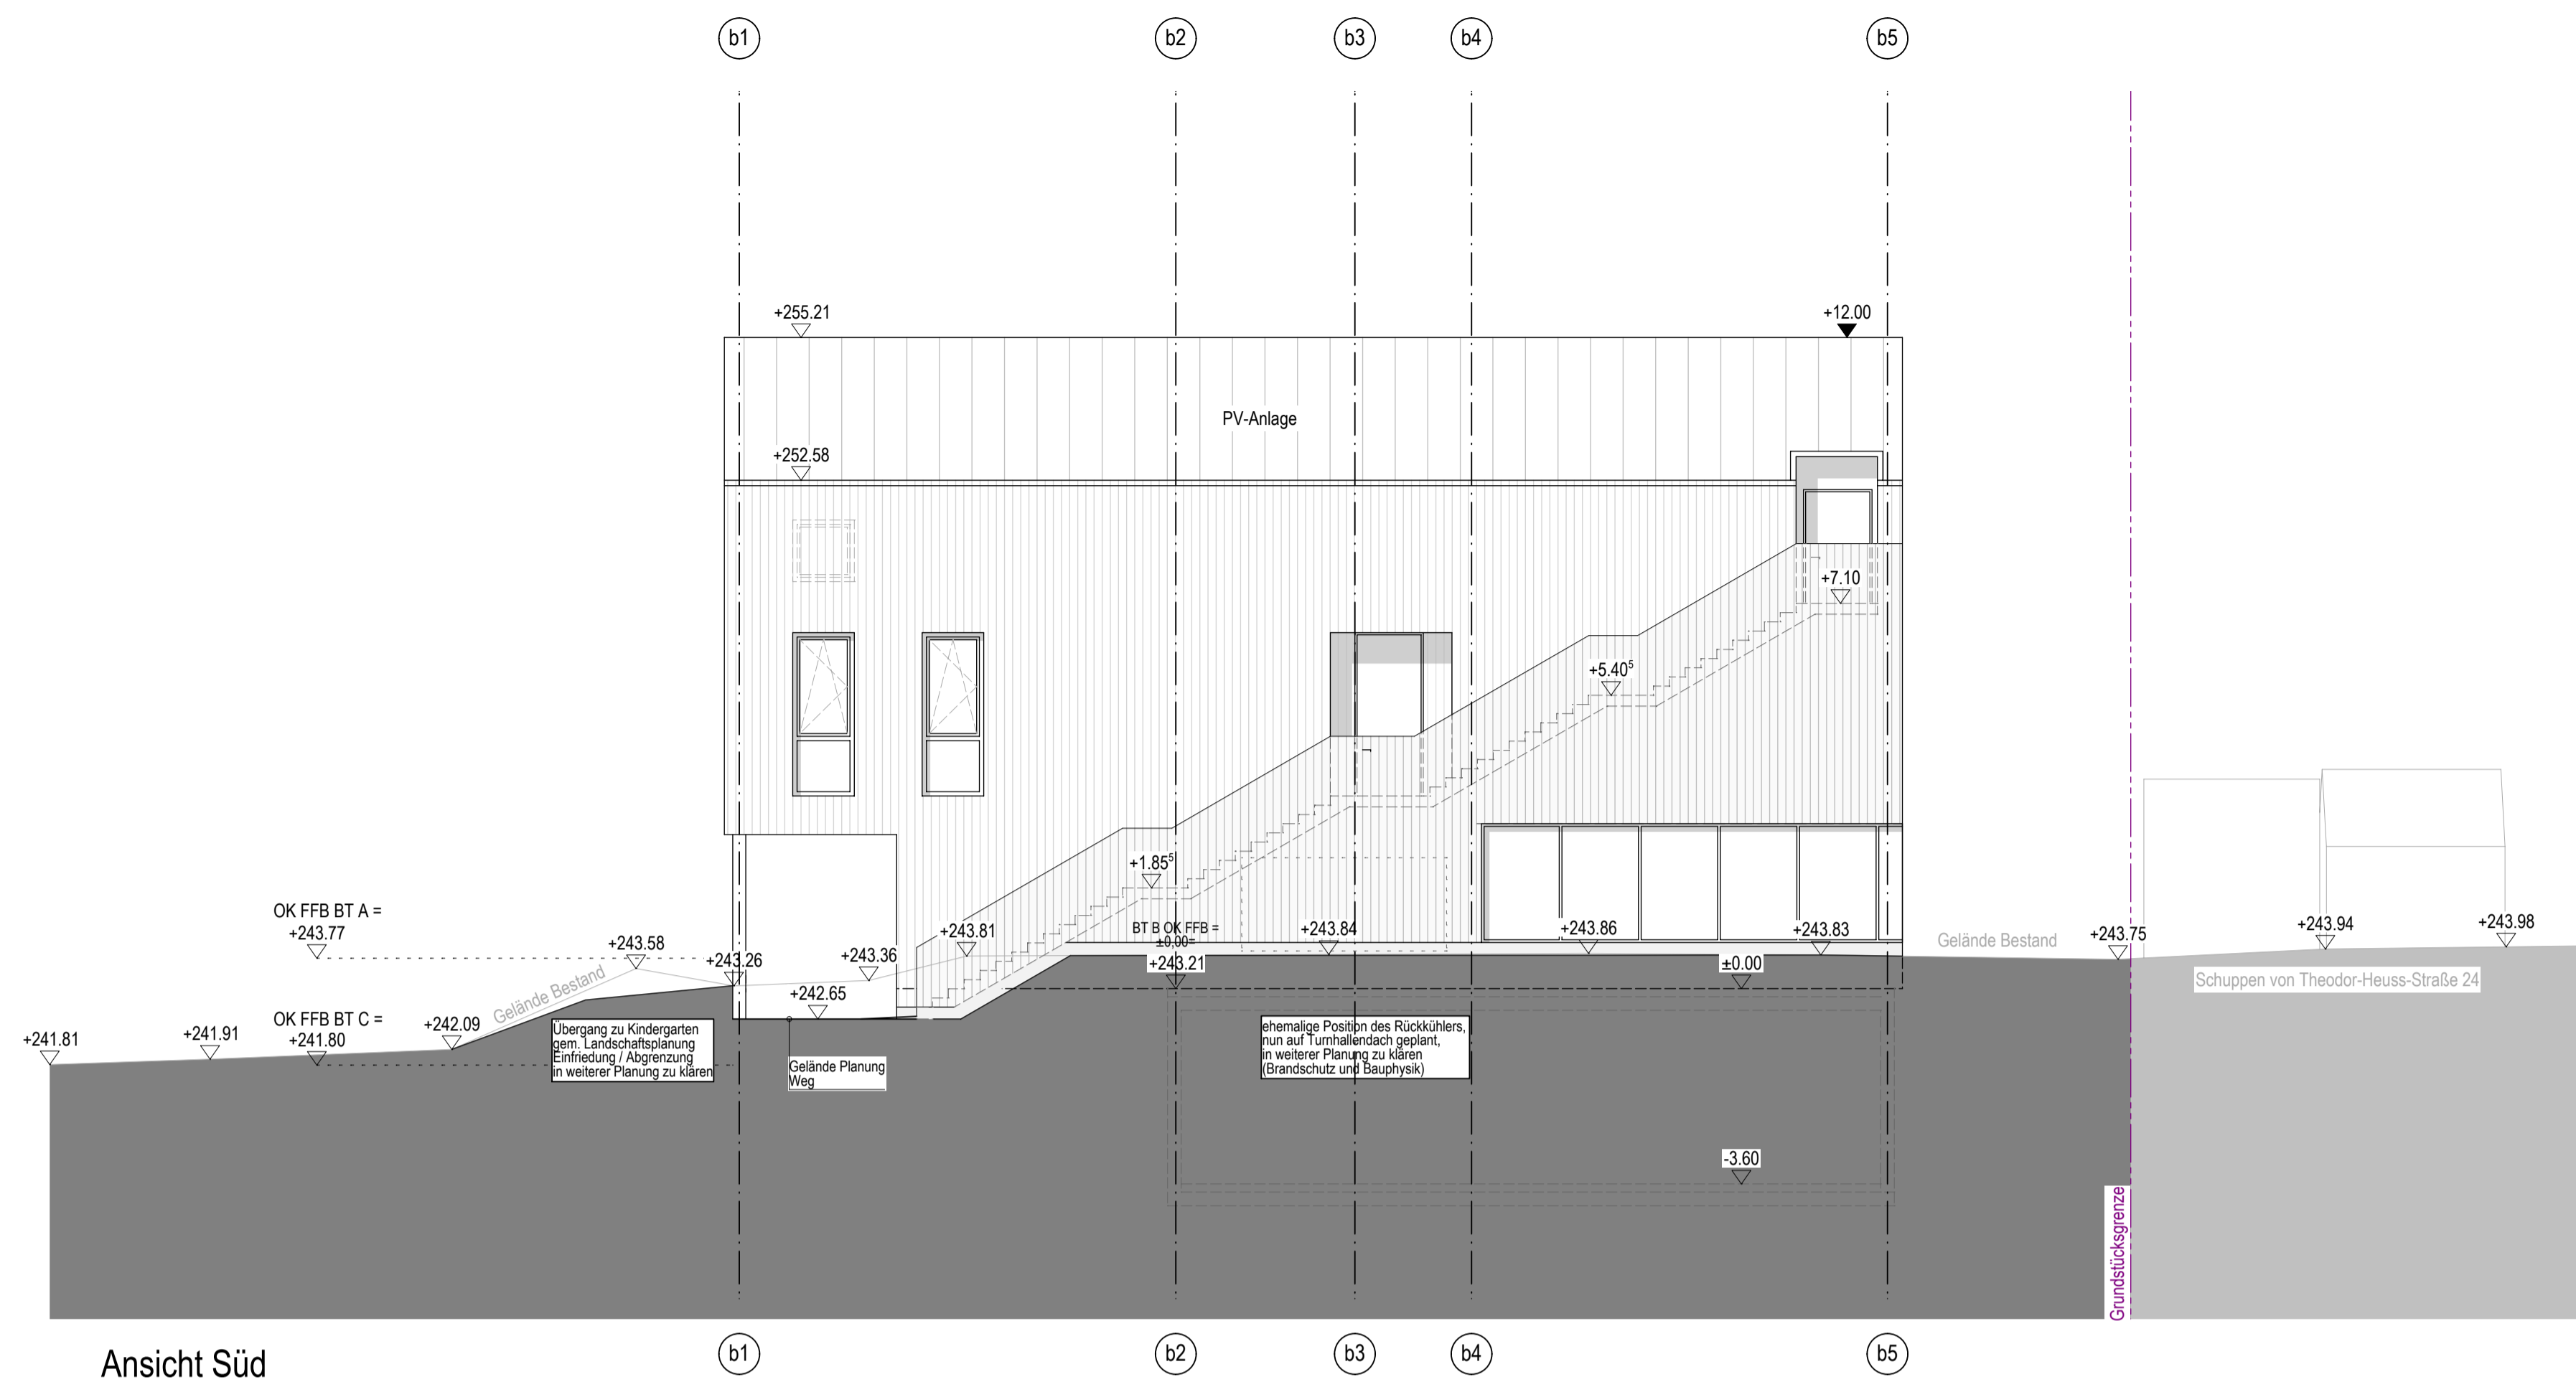 b1
b2
b3
b4
b5
+255.21
+12.00
PV-Anlage
+252.58
+7.10
+5.40⁵
+1.85⁵
OK FFB BT A =
+243.77
+243.58
+243.26
+243.36
+243.81
BT B OK FFB =
±0,00=
+243.21
+243.84
+243.86
+243.83
±0.00
Gelände Bestand
+243.75
+243.94
+243.98
Schuppen von Theodor-Heuss-Straße 24
Gelände Bestand
+242.65
OK FFB BT C =
+241.80
+241.81
+241.91
+242.09
Übergang zu Kindergarten
gem. Landschaftsplanung
Einfriedung / Abgrenzung
in weiterer Planung zu klären
Gelände Planung
Weg
ehemalige Position des Rückkühlers,
nun auf Turnhallendach geplant,
in weiterer Planung zu klären
(Brandschutz und Bauphysik)
-3.60
Grundstücksgrenze
Ansicht Süd
b1
b2
b3
b4
b5